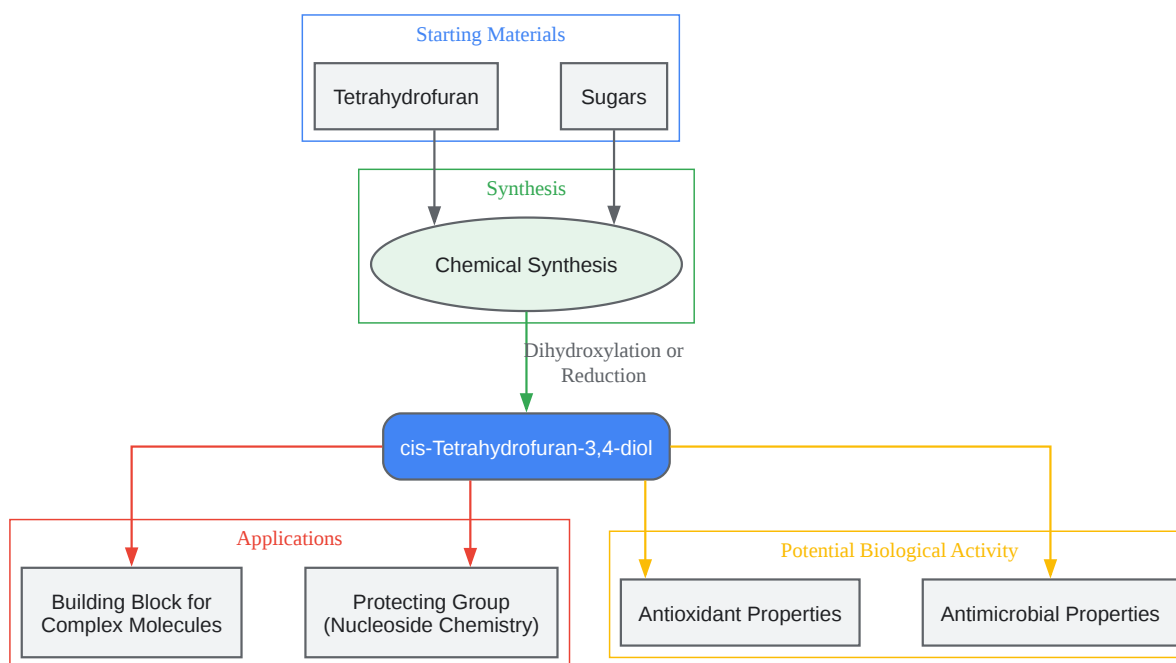 Starting Materials
Tetrahydrofuran
Sugars
Synthesis
Chemical Synthesis
Dihydroxylation or
Reduction
cis-Tetrahydrofuran-3,4-diol
Applications
Building Block for
Complex Molecules
Protecting Group
(Nucleoside Chemistry)
Potential Biological Activity
Antioxidant Properties
Antimicrobial Properties